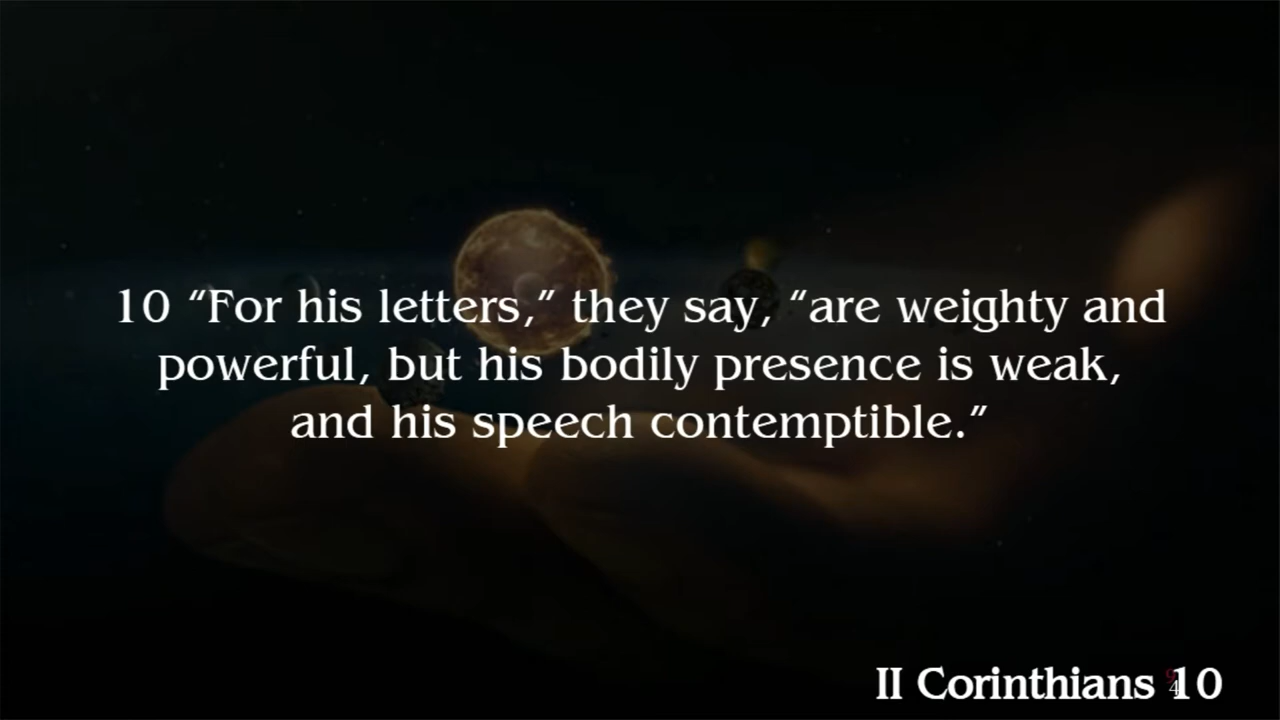 10 “For his letters,” they say, “are weighty and
powerful, but his bodily presence is weak,
and his speech contemptible.”
II Corinthians 10
4